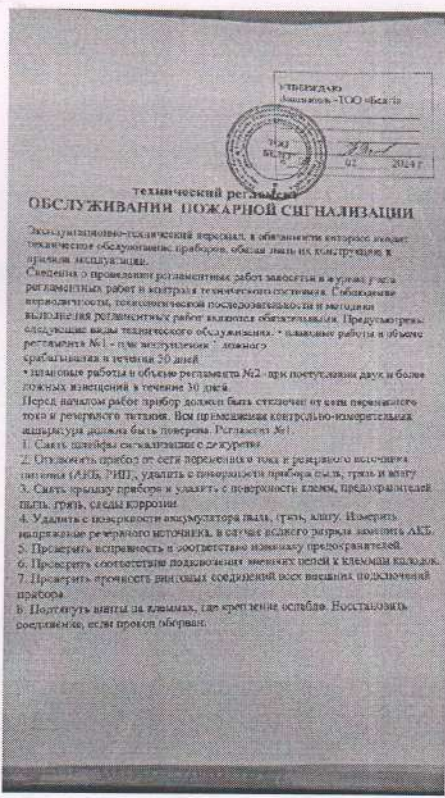 УТВЕРЖДАЮ
ТОО «Белгі»
ТОО
БЕЛГІ
02 2024 г
технический регламент
ОБСЛУЖИВАНИИ ПОЖАРНОЙ СИГНАЛИЗАЦИИ
Эксплуатационно-технический персонал, в обязанности которого входит
техническое обслуживание приборов, обязан знать их конструкцию и
правила эксплуатации.
Сведения о проведении регламентных работ заносятся в журнал учета
регламентных работ и контроля технического состояния. Соблюдение
периодичности, технологической последовательности и методики
выполнения регламентных работ являются обязательными. Предусмотрены
следующие виды технического обслуживания: • плановые работы в объеме
регламента №1 - при поступлении 1 ложного
срабатывания в течении 30 дней
• плановые работы в объеме регламента №2- при поступлении двух и более
ложных извещений в течение 30 дней.
Перед началом работ прибор должен быть отключен от сети переменного
тока и резервного питания. Вся применяемая контрольно-измерительная
аппаратура должна быть поверена. Регламент №1.
1. Снять шлейфы сигнализации с дежурства
2. Отключить прибор от сети переменного тока и резервного источника
питания (АКБ, РИП), удалить с поверхности прибора пыль, грязь и влагу
3. Снять крышку прибора и удалить с поверхности клемм, предохранителей
пыль, грязь, следы коррозии
4. Удалить с поверхности аккумулятора пыль, грязь, влагу. Измерить
напряжение резервного источника, в случае разряда заменить АКБ.
5. Проверить исправность и соответствие номиналу предохранителей.
6. Проверить соответствие подключения внешних цепей к клеммам колодок.
7. Проверить прочность винтовых соединений всех внешних подключений
прибора.
8. Подтянуть винты на клеммах, где крепление ослабло. Восстановить
соединение, если провод оборван.